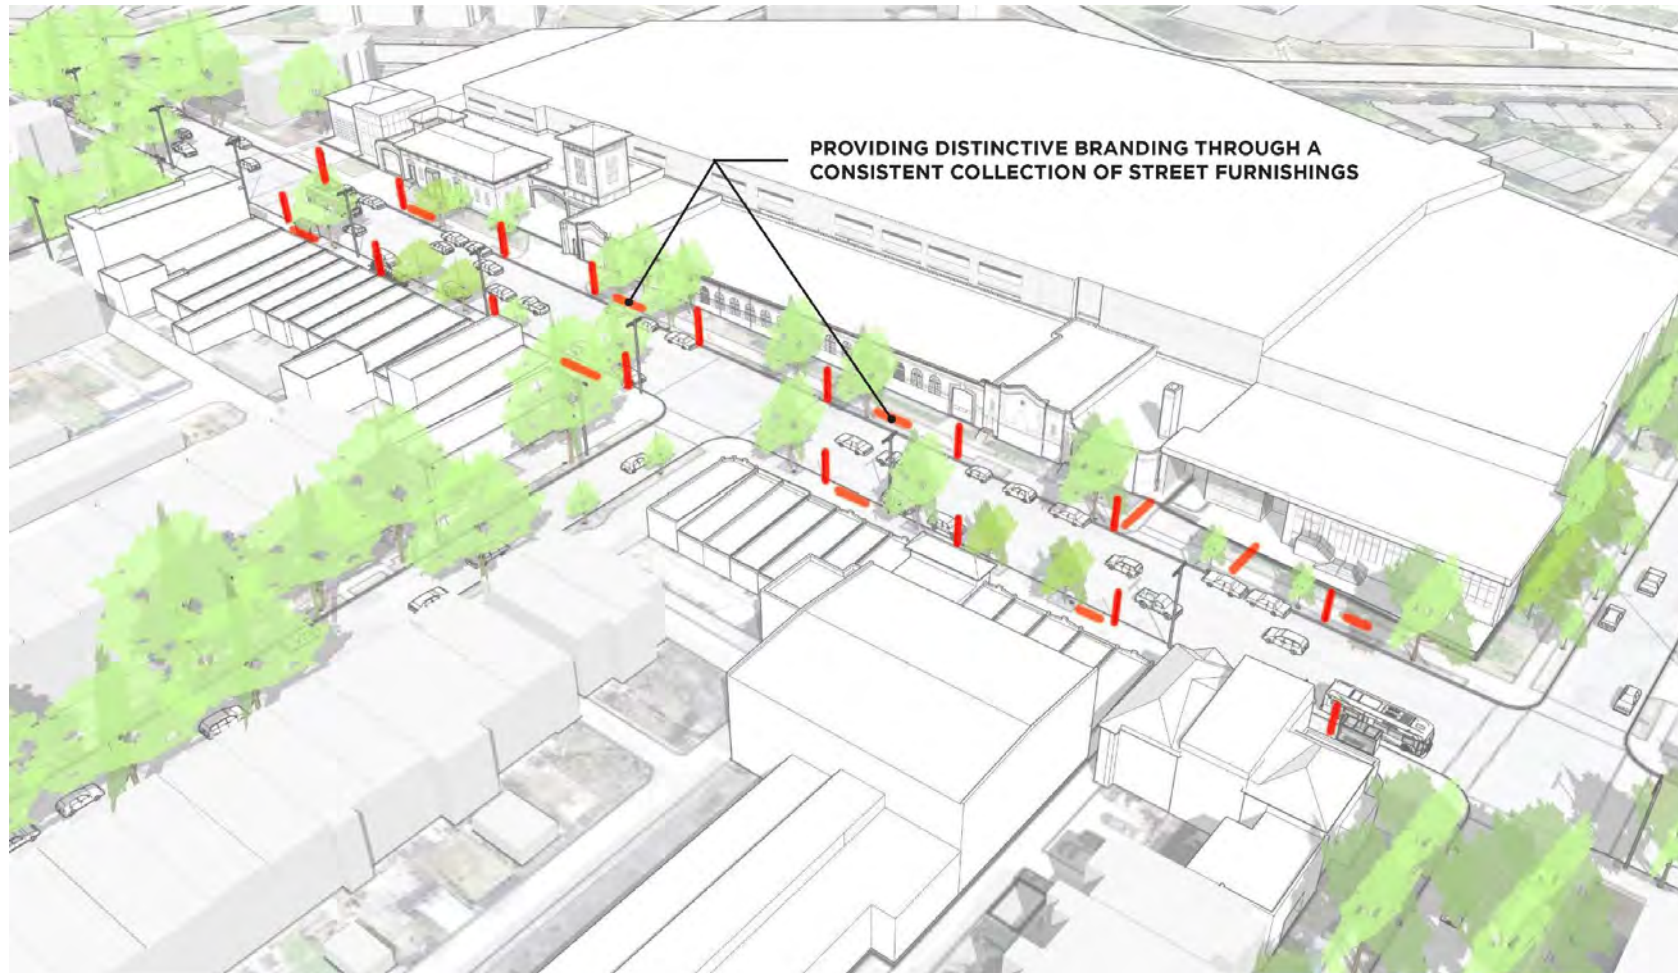 PROVIDING DISTINCTIVE BRANDING THROUGH A
CONSISTENT COLLECTION OF STREET FURNISHINGS